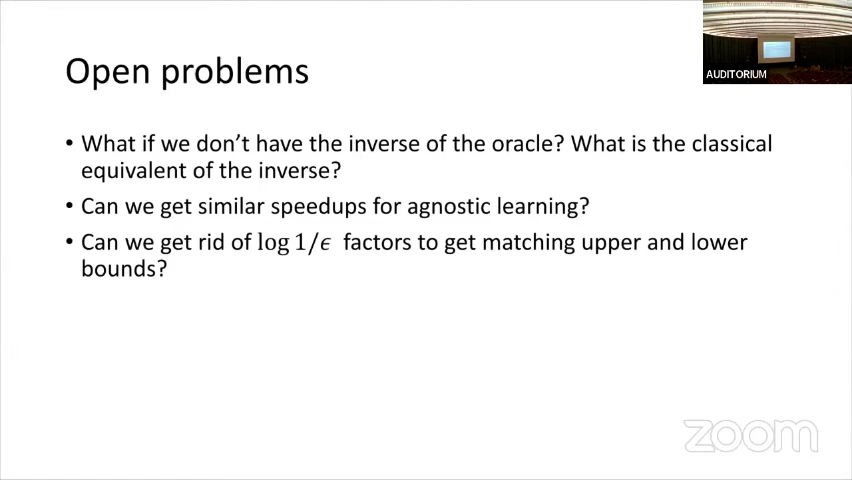 Open problems
AUDITORIUM
• What if we don't have the inverse of the oracle? What is the classical
equivalent of the inverse?
• Can we get similar speedups for agnostic learning?
• Can we get rid of log 1/ϵ factors to get matching upper and lower
bounds?
zoom